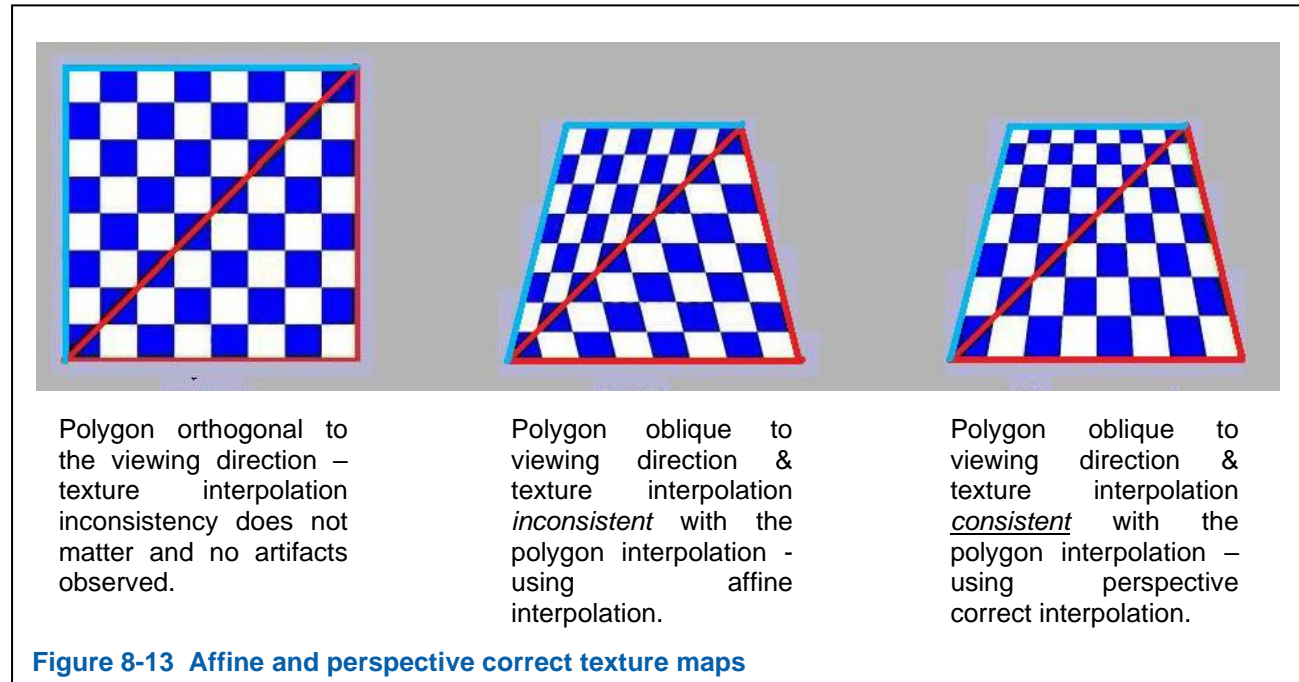 Polygon orthogonal to
the viewing direction –
texture interpolation
inconsistency does not
matter and no artifacts
observed.
Polygon oblique to
viewing direction &
texture interpolation
inconsistent with the
polygon interpolation -
using affine
interpolation.
Polygon oblique to
viewing direction &
texture interpolation
consistent with the
polygon interpolation –
using perspective
correct interpolation.
Figure 8-13 Affine and perspective correct texture maps